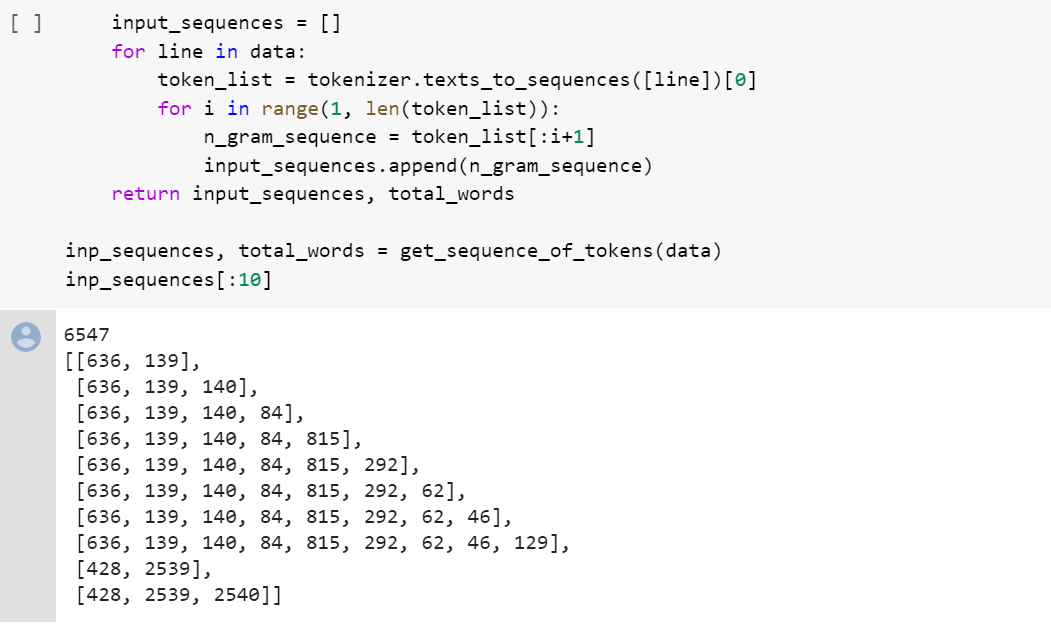 [ ]     input_sequences = []
    for line in data:
        token_list = tokenizer.texts_to_sequences([line])[0]
        for i in range(1, len(token_list)):
            n_gram_sequence = token_list[:i+1]
            input_sequences.append(n_gram_sequence)
    return input_sequences, total_words

inp_sequences, total_words = get_sequence_of_tokens(data)
inp_sequences[:10]
6547
[[636, 139],
 [636, 139, 140],
 [636, 139, 140, 84],
 [636, 139, 140, 84, 815],
 [636, 139, 140, 84, 815, 292],
 [636, 139, 140, 84, 815, 292, 62],
 [636, 139, 140, 84, 815, 292, 62, 46],
 [636, 139, 140, 84, 815, 292, 62, 46, 129],
 [428, 2539],
 [428, 2539, 2540]]